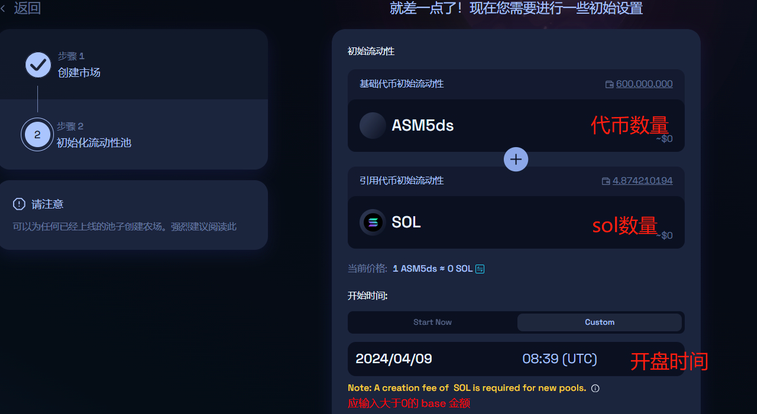 返回
就差一点了！现在您需要进行一些初始设置
步骤 1
创建市场
2
步骤 2
初始化流动性池
请注意
可以为任何已经上线的池子创建农场。强烈建议阅读此
初始流动性
基础代币初始流动性 600,000,000
ASM5ds 代币数量
~$0
引用代币初始流动性 4.874210194
SOL sol数量
~$0
当前价格: 1 ASM5ds ≈ 0 SOL
开始时间:
Start Now Custom
2024/04/09 08:39 (UTC) 开盘时间
Note: A creation fee of SOL is required for new pools.
应输入大于0的 base 金额